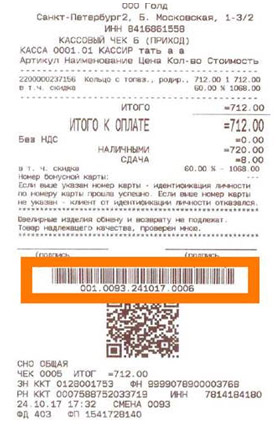 ООО Голд
Санкт-Петербург2, Б. Московская, 1-3/2
ИНН 8416861558
КАССОВЫЙ ЧЕК Б (ПРИХОД)
КАССА 0001.01 КАССИР тать а а
Артикул Наименование Цена Кол-во Стоимость
2200000237156 Кольцо с топаз., родир., 712.00 =712.00
в т.ч. скидка 60.00 % 1068.00
ИТОГО =712.00
ИТОГО К ОПЛАТЕ =712.00
Без НДС =0.00
НАЛИЧНЫМИ =720.00
СДАЧА =8.00
в т.ч. скидка 60.00 % - 1068.00
Номер бонусной карты:
Если выше указан номер карты - идентификация личности
по номеру карты прошла успешно. Если выше номер карты
не указан - клиент от идентификации личности отказался.
Ювелирные изделия обмену и возврату не подлежат.
Товар надлежащего качества, проверен мною.
(подпись (подпись
001.0093.241017.0006
СНО ОБЩАЯ
ЧЕК 0005 ИТОГ =712.00
ЗН ККТ 0128001753 ФН 9999078900003768
РН ККТ 0007588752033719 ИНН 7814184180
24.10.17 17:32 СМЕНА 0093
ФД 403 ФП 1541728140